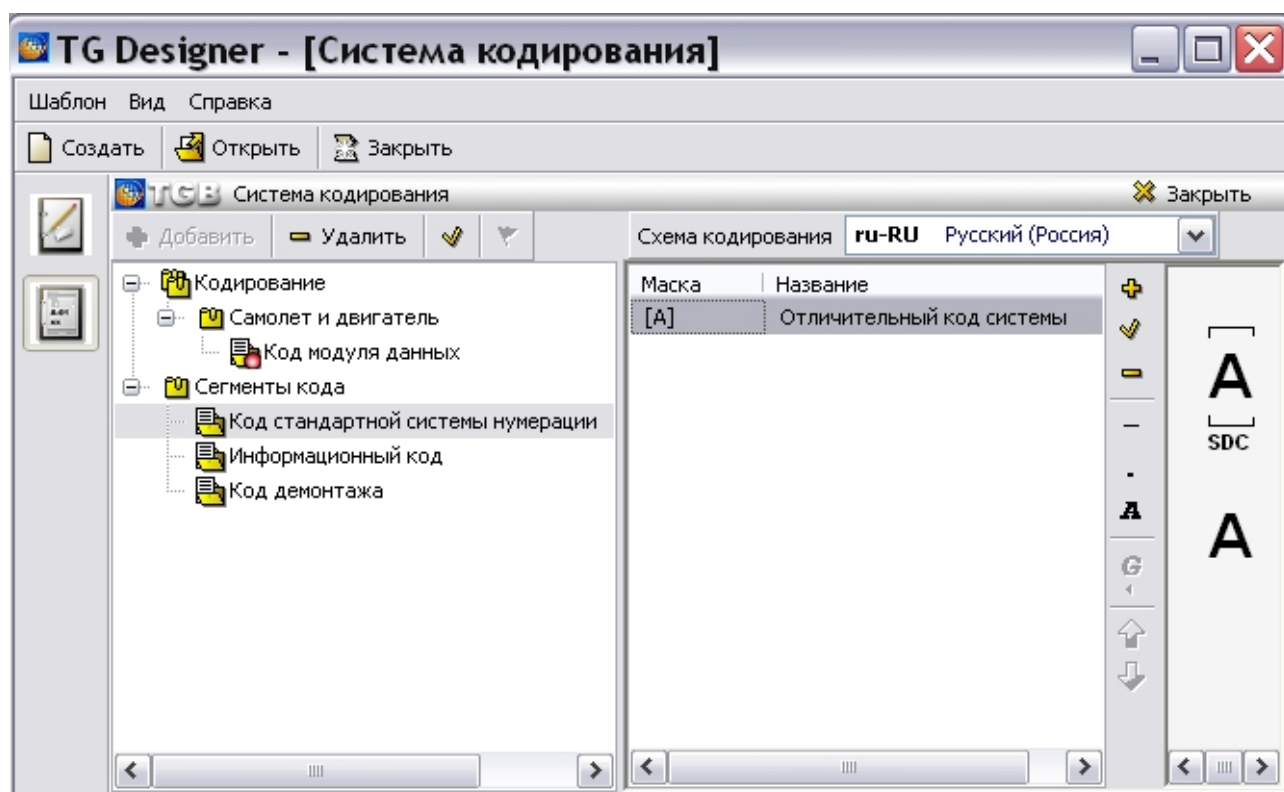 TG Designer - [Система кодирования]
Шаблон Вид Справка
Создать Открыть Закрыть
TGB Система кодирования Закрыть
Добавить Удалить Схема кодирования ru-RU Русский (Россия)
Кодирование
Самолет и двигатель
Код модуля данных
Сегменты кода
Код стандартной системы нумерации
Информационный код
Код демонтажа
Маска Название
[A] Отличительный код системы
–
.
A
G
A
SDC
A